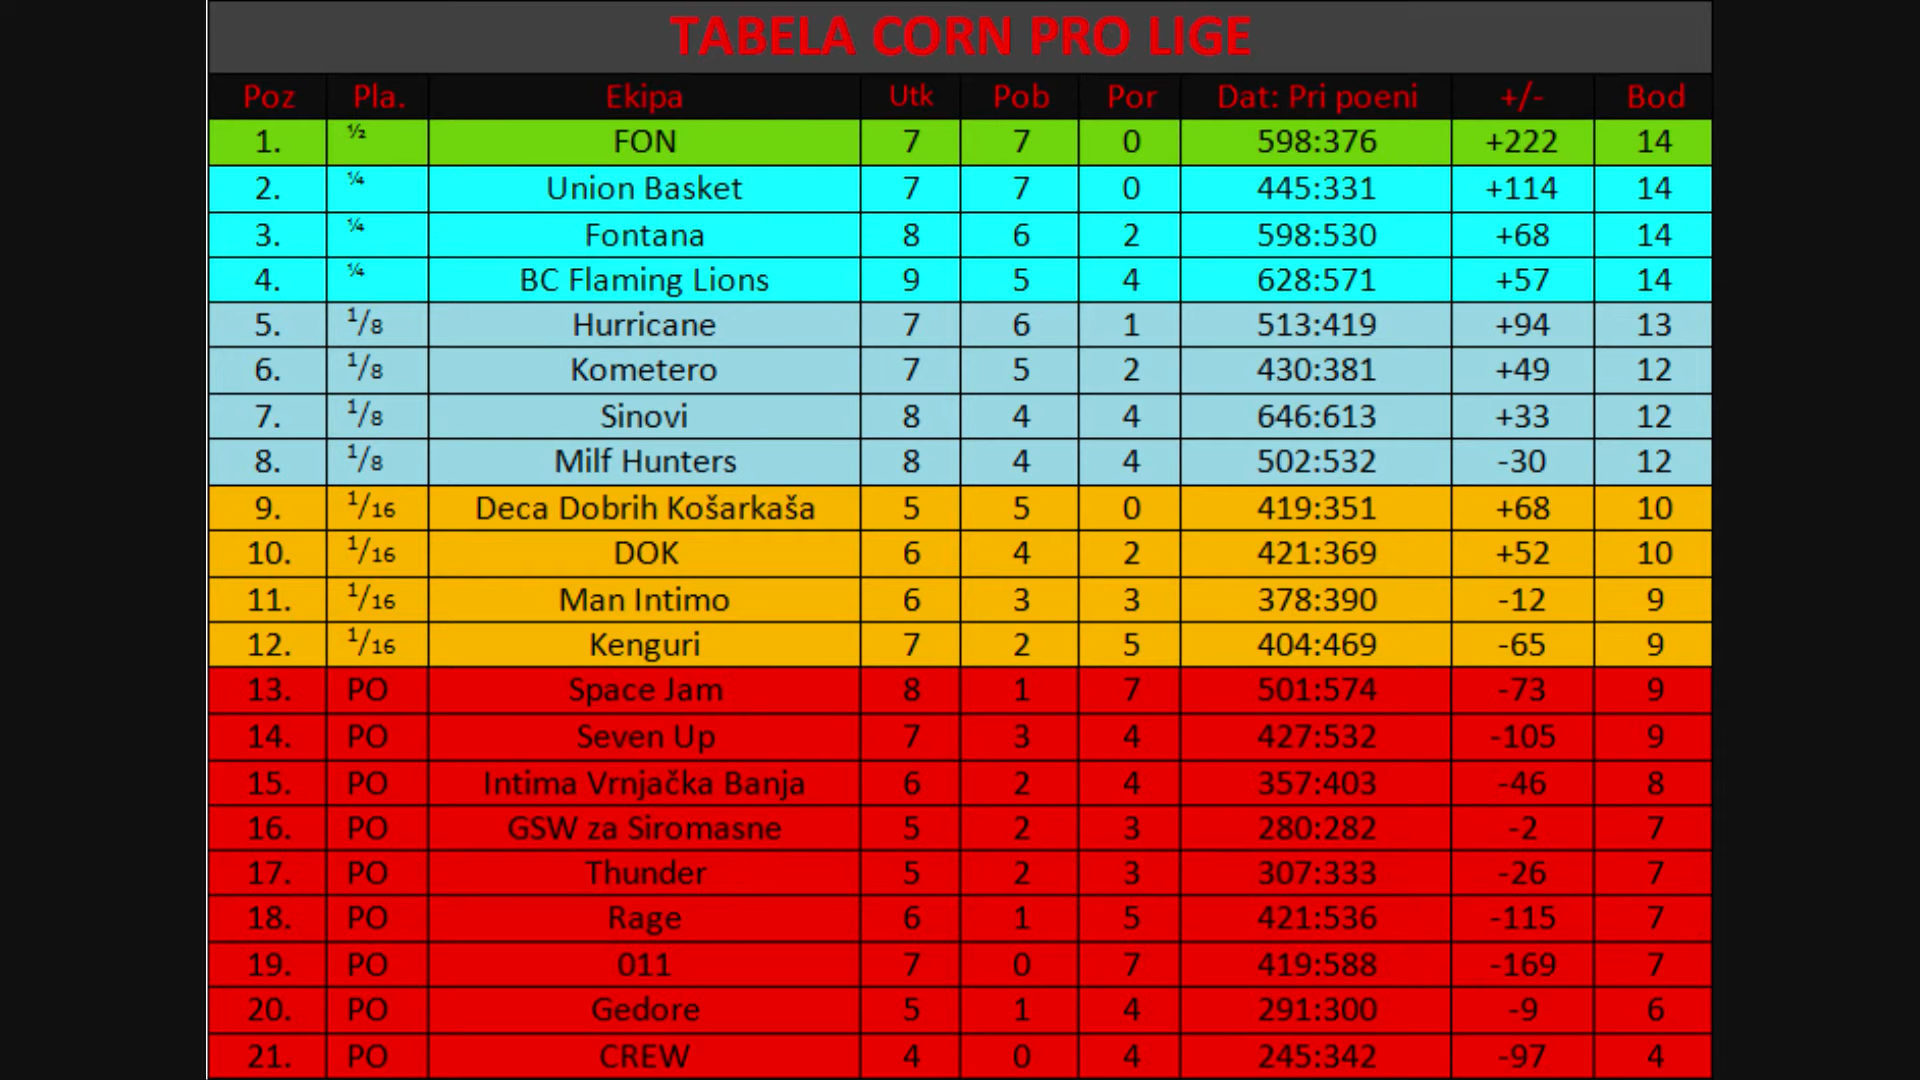 TABELA CORN PRO LIGE
Poz Pla. Ekipa Utk Pob Por Dat: Pri poeni +/- Bod
1. ½ FON 7 7 0 598:376 +222 14
2. ¼ Union Basket 7 7 0 445:331 +114 14
3. ¼ Fontana 8 6 2 598:530 +68 14
4. ¼ BC Flaming Lions 9 5 4 628:571 +57 14
5. 1/8 Hurricane 7 6 1 513:419 +94 13
6. 1/8 Kometero 7 5 2 430:381 +49 12
7. 1/8 Sinovi 8 4 4 646:613 +33 12
8. 1/8 Milf Hunters 8 4 4 502:532 -30 12
9. 1/16 Deca Dobrih Košarkaša 5 5 0 419:351 +68 10
10. 1/16 DOK 6 4 2 421:369 +52 10
11. 1/16 Man Intimo 6 3 3 378:390 -12 9
12. 1/16 Kenguri 7 2 5 404:469 -65 9
13. PO Space Jam 8 1 7 501:574 -73 9
14. PO Seven Up 7 3 4 427:532 -105 9
15. PO Intima Vrnjačka Banja 6 2 4 357:403 -46 8
16. PO GSW za Siromasne 5 2 3 280:282 -2 7
17. PO Thunder 5 2 3 307:333 -26 7
18. PO Rage 6 1 5 421:536 -115 7
19. PO 011 7 0 7 419:588 -169 7
20. PO Gedore 5 1 4 291:300 -9 6
21. PO CREW 4 0 4 245:342 -97 4